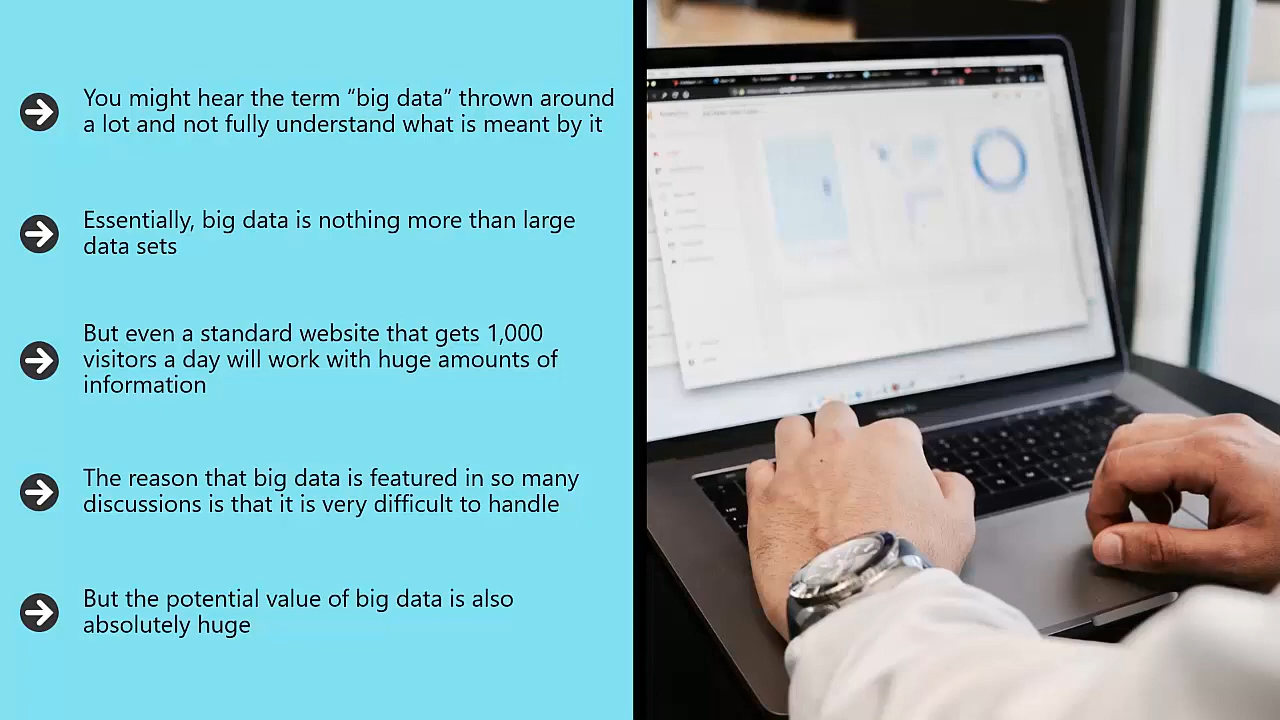 You might hear the term “big data” thrown around
a lot and not fully understand what is meant by it
Essentially, big data is nothing more than large
data sets
But even a standard website that gets 1,000
visitors a day will work with huge amounts of
information
The reason that big data is featured in so many
discussions is that it is very difficult to handle
But the potential value of big data is also
absolutely huge